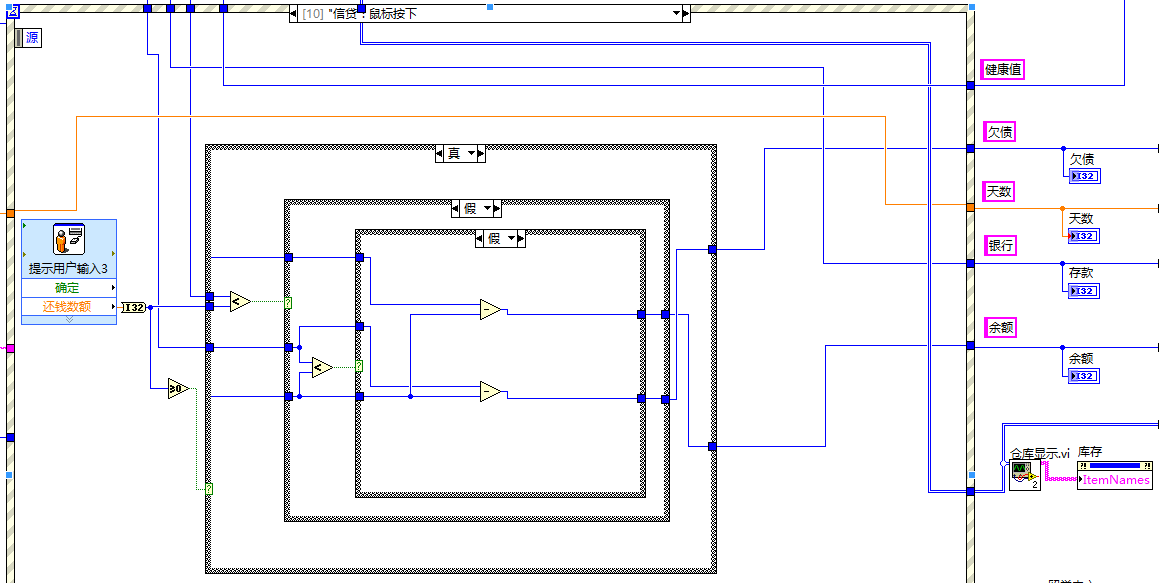 [10] "信贷": 鼠标按下
源
健康值
欠债
欠债
I32
真
天数
天数
I32
假
假
银行
存款
I32
提示用户输入3
确定
还钱数额
I32
<
?
-
余额
余额
I32
<
?
≥0
-
?
仓库显示.vi
2
库存
?! ?!
ItemNames